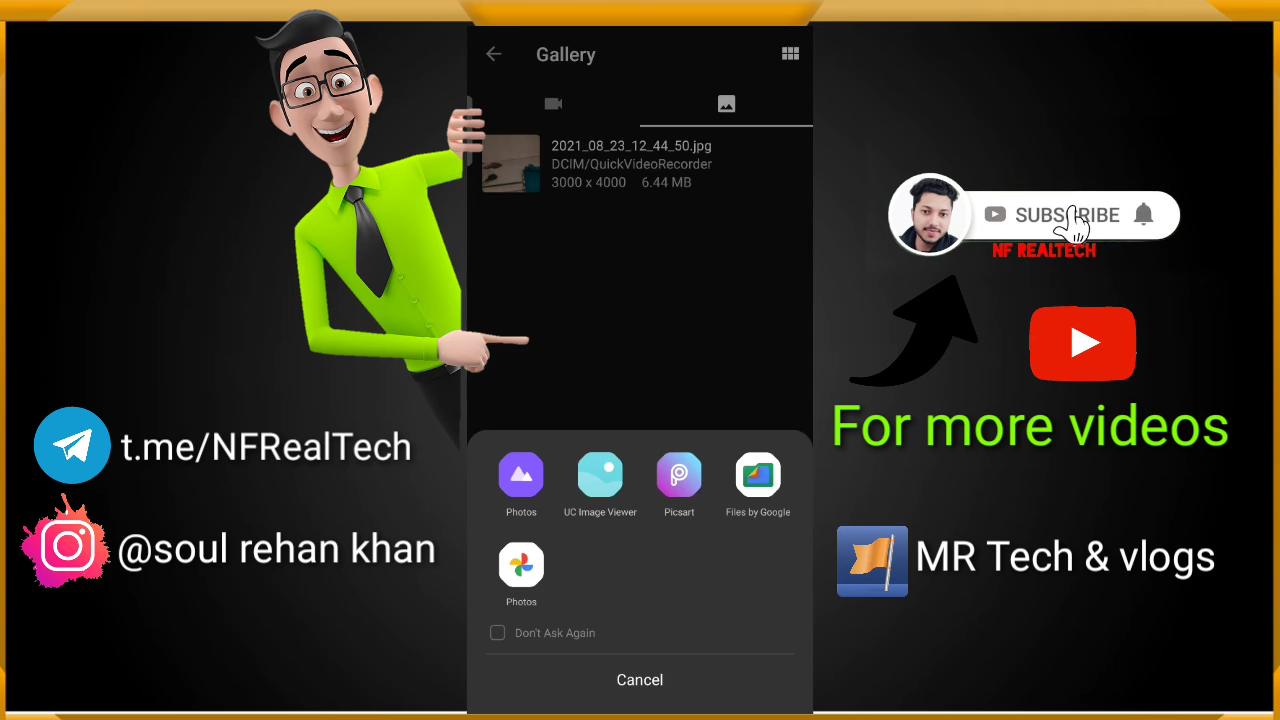 Gallery
2021_08_23_12_44_50.jpg
DCIM/QuickVideoRecorder
3000 x 4000 6.44 MB
SUBSCRIBE
NF REALTECH
For more videos
t.me/NFRealTech
@soul rehan khan
MR Tech & vlogs
Photos
UC Image Viewer
Picsart
Files by Google
Photos
Don't Ask Again
Cancel